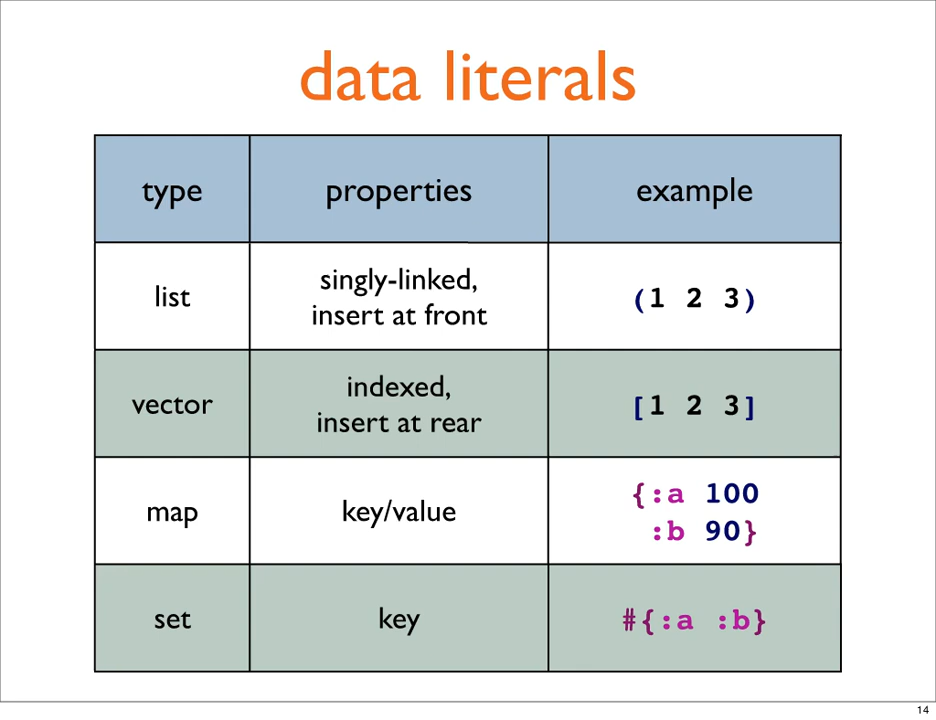 data literals
type properties example
list
singly-linked,
insert at front
(1 2 3)
vector
indexed,
insert at rear
[1 2 3]
map
key/value
{:a 100
:b 90}
set key #{:a :b}
14